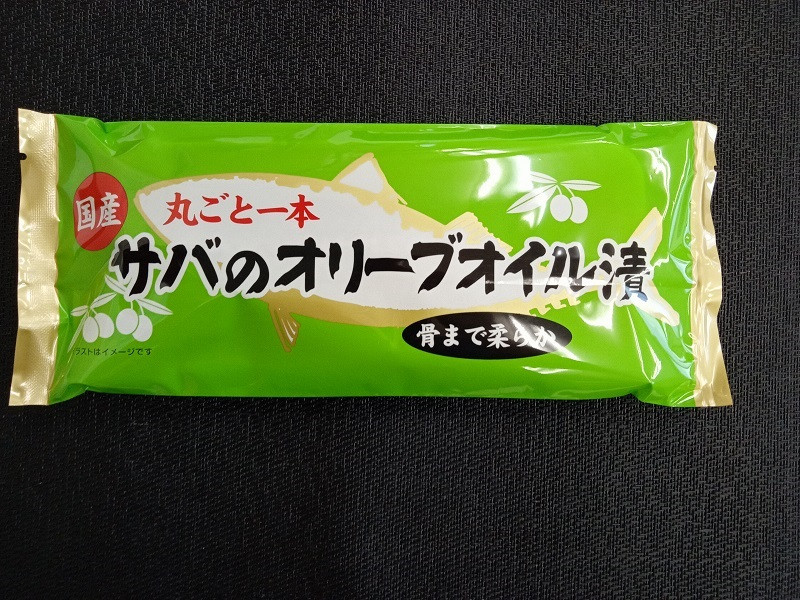 国産
丸ごと一本
サバのオリーブオイル漬
骨まで柔らか
ラストはイメージです